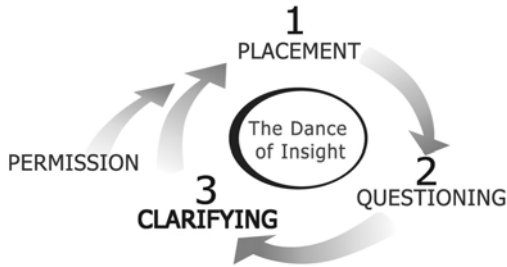 1
PLACEMENT
The Dance
of Insight
PERMISSION
2
QUESTIONING
3
CLARIFYING